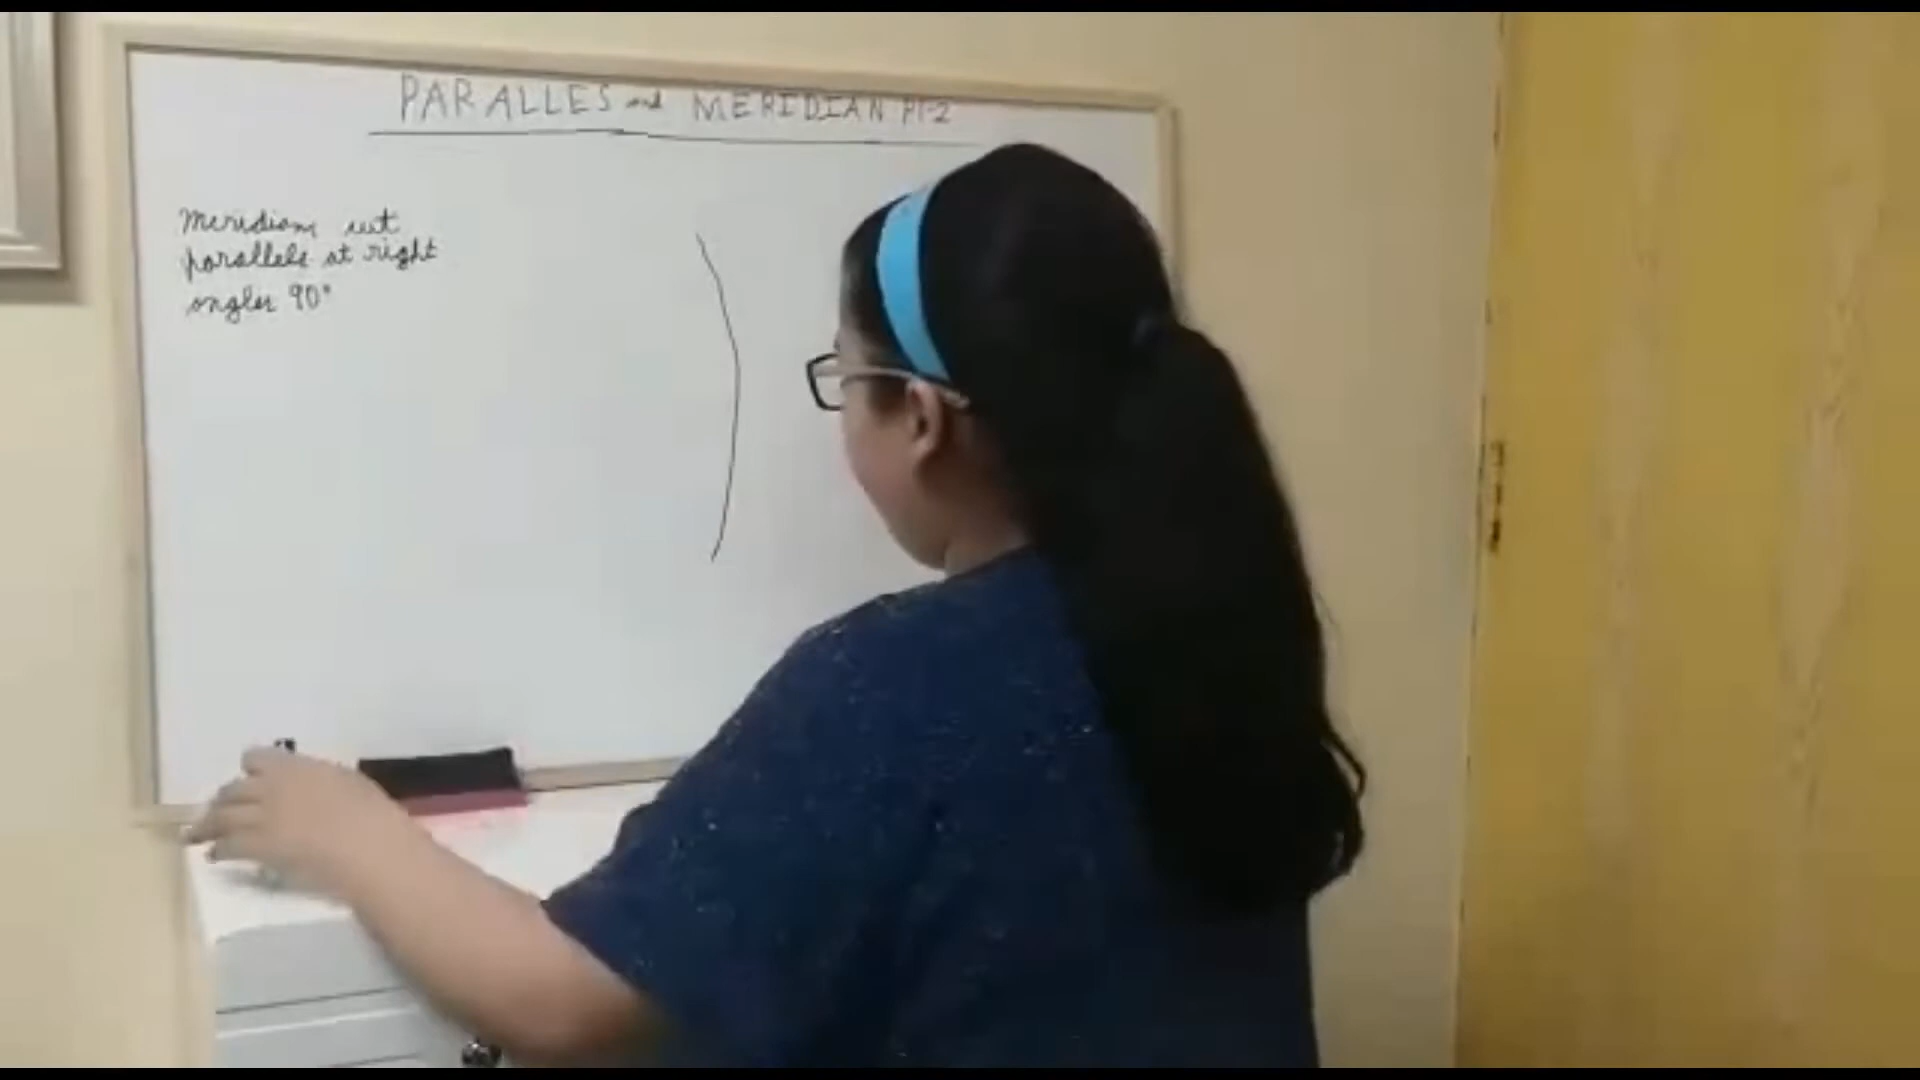 PARALLES and MERIDIAN PT-2
Meridians cut
parallels at right
angles 90°